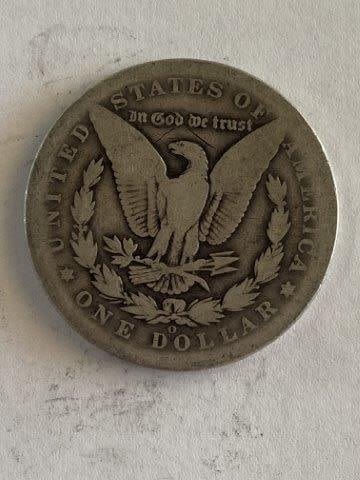 UNITED STATES OF AMERICA
In God we trust
O
ONE DOLLAR